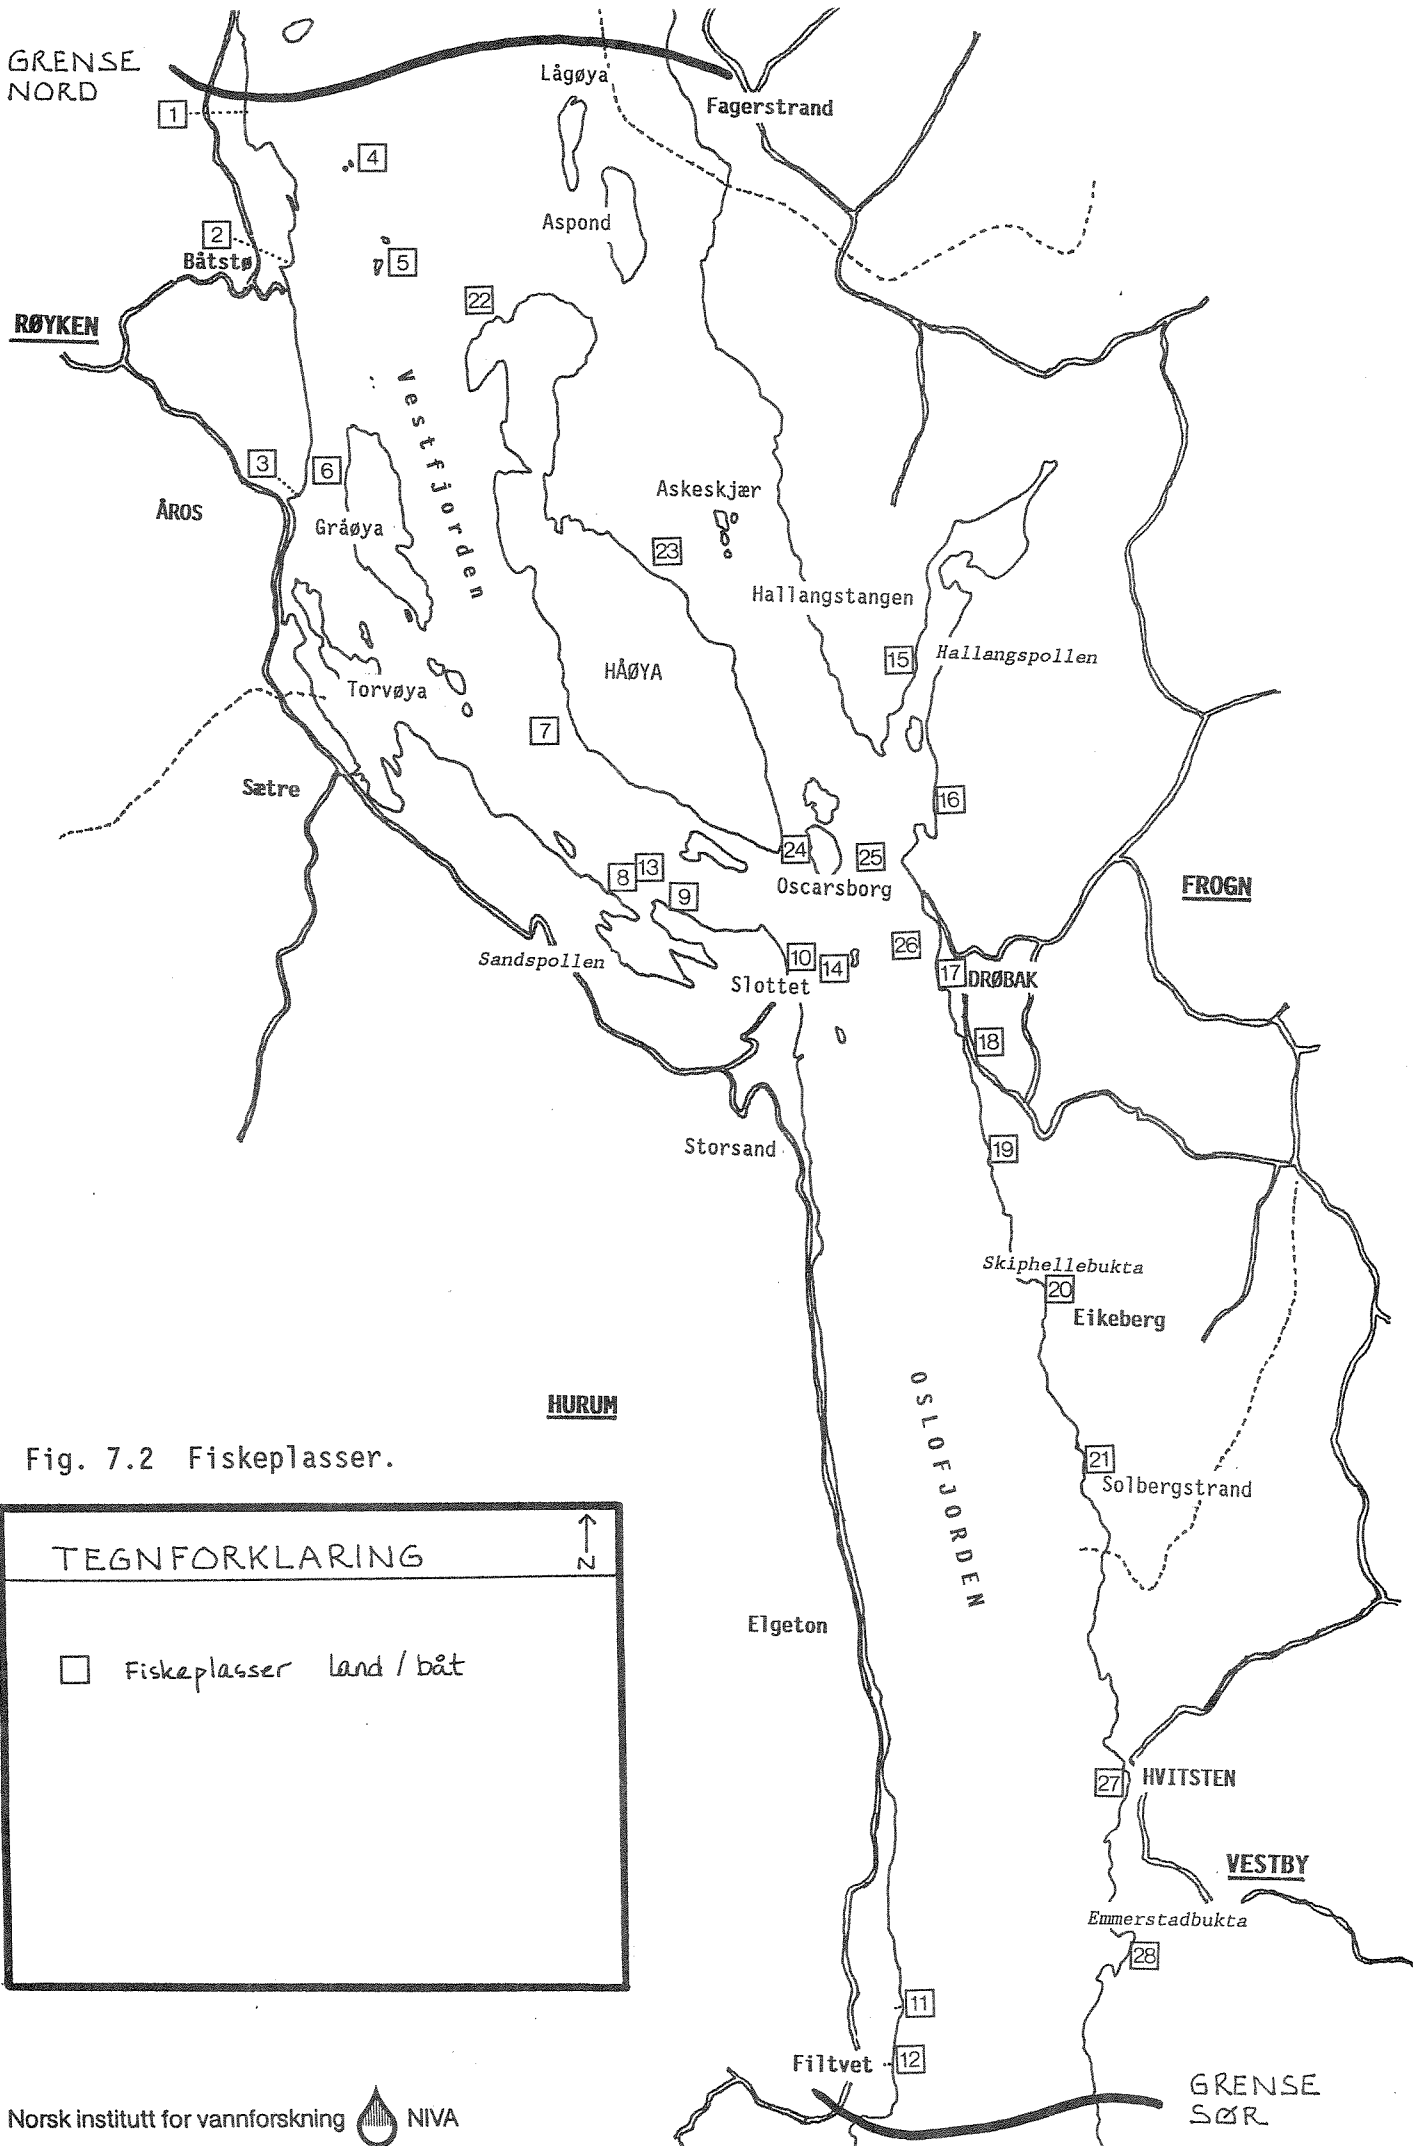 GRENSE
NORD
Lågøya
Fagerstrand
1
4
Aspond
2
Båtstø
5
22
RØYKEN
Vestfjorden
3
6
ÅROS
Gråøya
Askeskjær
23
Hallangstangen
15
Hallangspollen
HÅØYA
Torvøya
7
Sætre
16
24
25
Oscarsborg
8
13
9
FROGN
26
Sandspollen
10
14
Slottet
17
DRØBAK
18
Storsand
19
Skiphellebukta
20
Eikeberg
HURUM
OSLOFJORDEN
Fig. 7.2 Fiskeplasser.
21
Solbergstrand
TEGNFORKLARING
N
Elgeton
Fiskeplasser land / båt
27
HVITSTEN
VESTBY
Emmerstadbukta
28
11
Filtvet
12
GRENSE
SØR
Norsk institutt for vannforskning NIVA